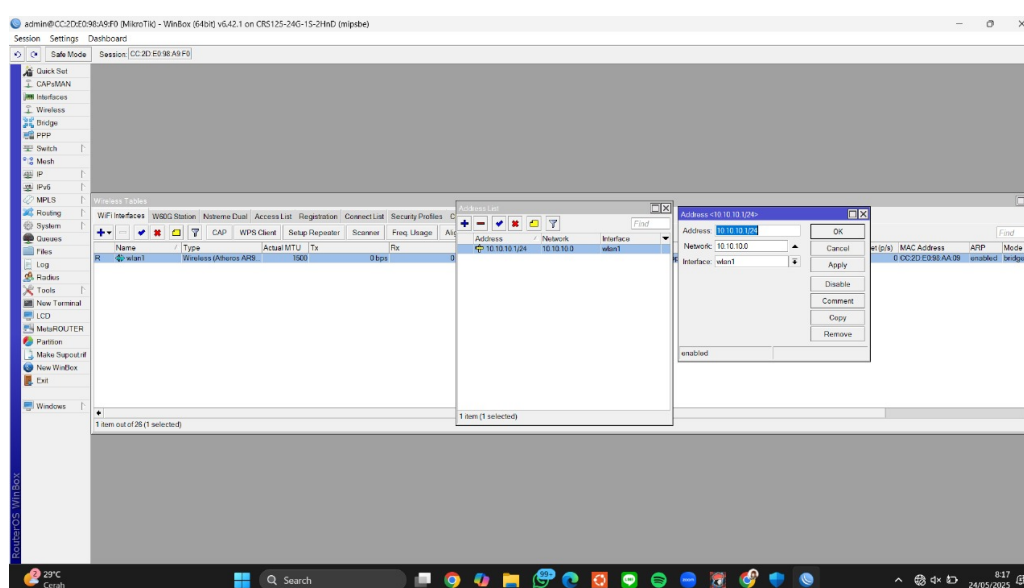 admin@CC:2D:E0:98:A9:F0 (MikroTik) - WinBox (64bit) v6.42.1 on CRS125-24G-1S-2HnD (mipsbe)
Session Settings Dashboard
Safe Mode Session: CC:2D:E0:98:A9:F0
Quick Set
CAPsMAN
Interfaces
Wireless
Bridge
PPP
Switch
Mesh
IP
IPv6
MPLS
Routing
System
Queues
Files
Log
Radius
Tools
New Terminal
LCD
MetaROUTER
Partition
Make Supout.rif
New WinBox
Exit
Windows
RouterOS WinBox
Wireless Tables
WiFi Interfaces W60G Station Nstreme Dual Access List Registration Connect List Security Profiles
CAP WPS Client Setup Repeater Scanner Freq. Usage
Find
Name Type Actual MTU Tx Rx
et (p/s) MAC Address ARP Mode
R wlan1 Wireless (Atheros AR9... 1500 0 bps
0 CC:2D:E0:98:AA:09 enabled bridge
1 item out of 26 (1 selected)
Address List
Find
Address Network Interface
10.10.10.1/24 10.10.10.0 wlan1
1 item (1 selected)
Address <10.10.10.1/24>
Address: 10.10.10.1/24
Network: 10.10.10.0
Interface: wlan1
OK
Cancel
Apply
Disable
Comment
Copy
Remove
enabled
29°C
Cerah
Search
99+
8:17
24/05/2025